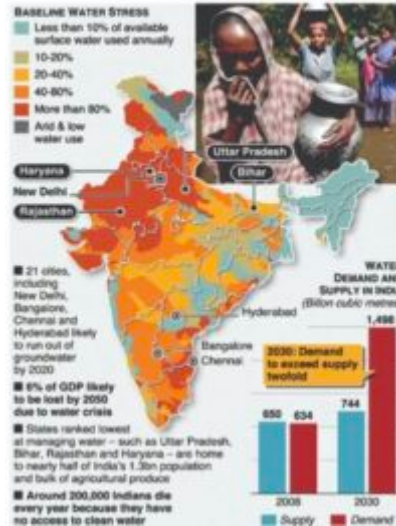 BASELINE WATER STRESS
Less than 10% of available
surface water used annually
10-20%
20-40%
40-80%
More than 80%
Arid & low
water use
Uttar Pradesh
Haryana
Bihar
New Delhi
Rajasthan
Hyderabad
Bangalore
Chennai
■ 21 cities,
including
New Delhi,
Bangalore,
Chennai and
Hyderabad likely
to run out of
groundwater
by 2020
■ 6% of GDP likely
to be lost by 2050
due to water crisis
■ States ranked lowest
at managing water – such as Uttar Pradesh,
Bihar, Rajasthan and Haryana – are home
to nearly half of India's 1.3bn population
and bulk of agricultural produce
■ Around 200,000 Indians die
every year because they have
no access to clean water
WATE
DEMAND AN
SUPPLY IN INDI
(Billion cubic metre
1,498
2030: Demand
to exceed supply
twofold
744
650 634
2008 2030
Supply Demand